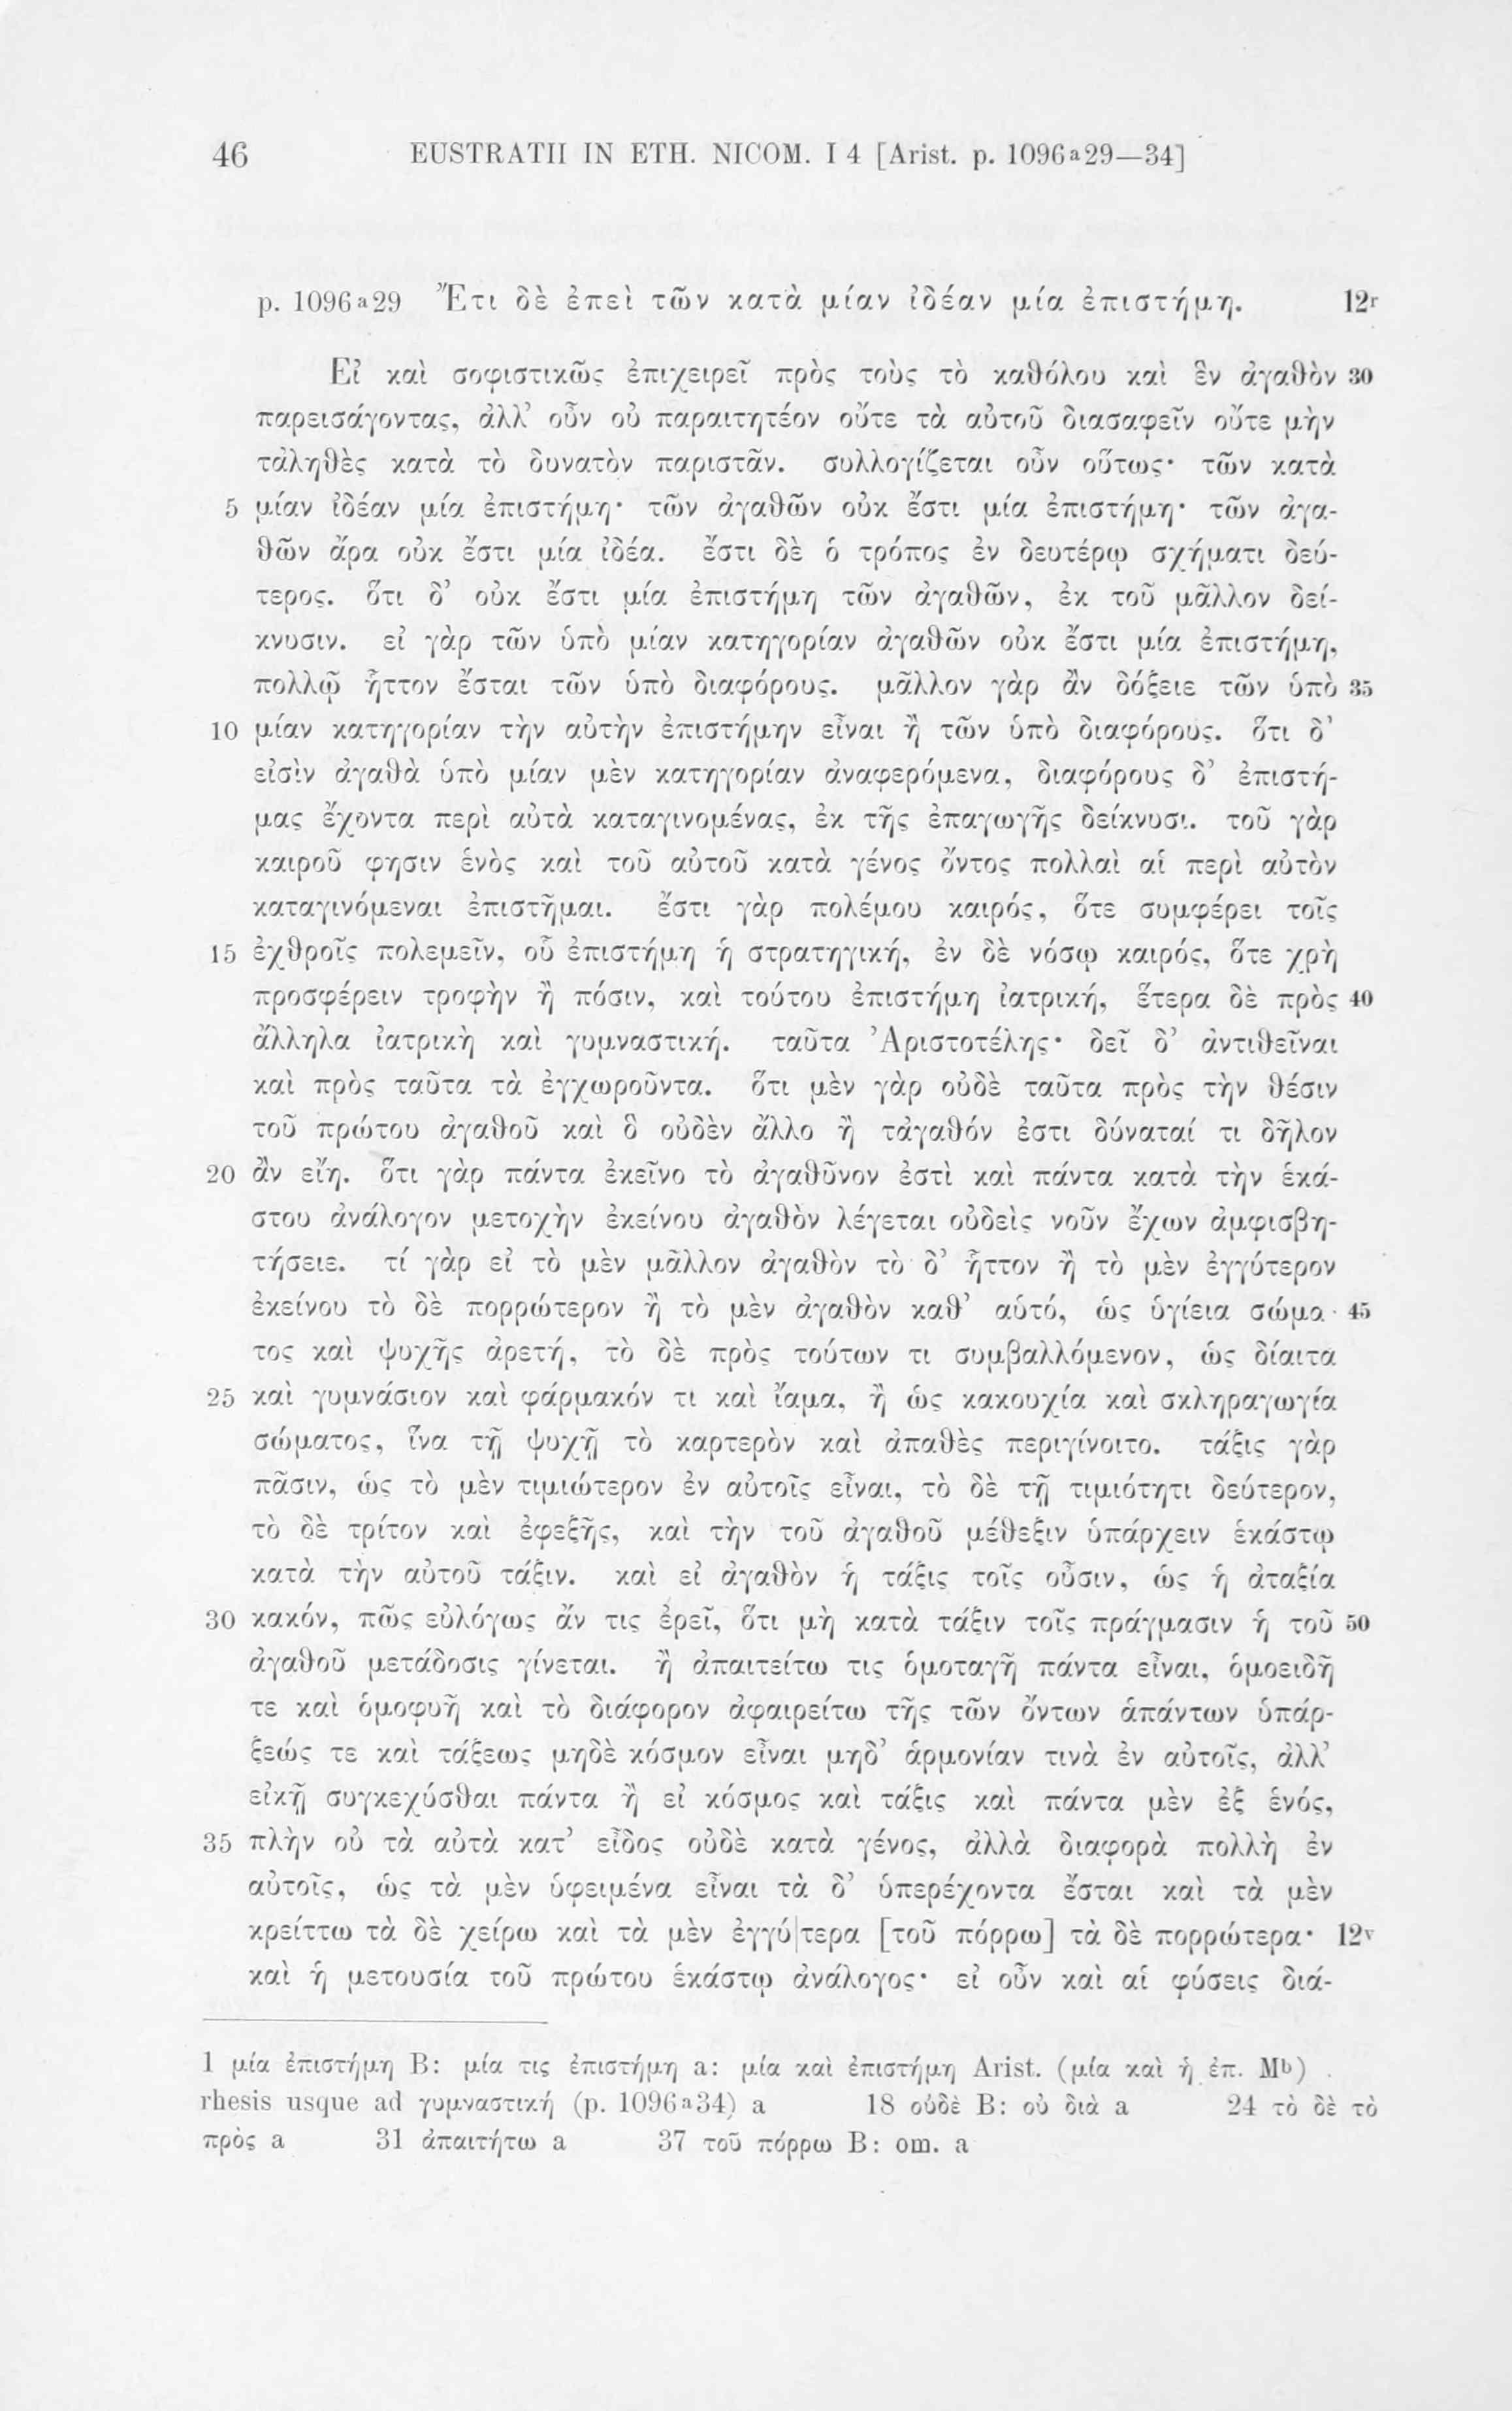 46 EUSTRATII IN ETH. NICOM. I 4 [Arist. p. 1096a29—34]
p. 1096a29 Ἔτι δὲ ἐπεὶ τῶν κατὰ μίαν ἰδέαν μία ἐπιστήμη. 12r
Εἰ καὶ σοφιστικῶς ἐπιχειρεῖ πρὸς τοὺς τὸ καθόλου καὶ ἓν ἀγαθὸν 30
παρεισάγοντας, ἀλλ' οὖν οὐ παραιτητέον οὔτε τὰ αὐτοῦ διασαφεῖν οὔτε μὴν
τἀληθὲς κατὰ τὸ δυνατὸν παριστᾶν. συλλογίζεται οὖν οὕτως· τῶν κατὰ
5 μίαν ἰδέαν μία ἐπιστήμη· τῶν ἀγαθῶν οὐκ ἔστι μία ἐπιστήμη· τῶν ἀγα-
θῶν ἄρα οὐκ ἔστι μία ἰδέα. ἔστι δὲ ὁ τρόπος ἐν δευτέρῳ σχήματι δεύ-
τερος. ὅτι δ' οὐκ ἔστι μία ἐπιστήμη τῶν ἀγαθῶν, ἐκ τοῦ μᾶλλον δεί-
κνυσιν. εἰ γὰρ τῶν ὑπὸ μίαν κατηγορίαν ἀγαθῶν οὐκ ἔστι μία ἐπιστήμη,
πολλῷ ἧττον ἔσται τῶν ὑπὸ διαφόρους. μᾶλλον γὰρ ἂν δόξειε τῶν ὑπὸ 35
10 μίαν κατηγορίαν τὴν αὐτὴν ἐπιστήμην εἶναι ἢ τῶν ὑπὸ διαφόρους. ὅτι δ'
εἰσὶν ἀγαθὰ ὑπὸ μίαν μὲν κατηγορίαν ἀναφερόμενα, διαφόρους δ' ἐπιστή-
μας ἔχοντα περὶ αὐτὰ καταγινομένας, ἐκ τῆς ἐπαγωγῆς δείκνυσι. τοῦ γὰρ
καιροῦ φησιν ἑνὸς καὶ τοῦ αὐτοῦ κατὰ γένος ὄντος πολλαὶ αἱ περὶ αὐτὸν
καταγινόμεναι ἐπιστῆμαι. ἔστι γὰρ πολέμου καιρός, ὅτε συμφέρει τοῖς
15 ἐχθροῖς πολεμεῖν, οὗ ἐπιστήμη ἡ στρατηγική, ἐν δὲ νόσῳ καιρός, ὅτε χρὴ
προσφέρειν τροφὴν ἢ πόσιν, καὶ τούτου ἐπιστήμη ἰατρική, ἕτερα δὲ πρὸς 40
ἄλληλα ἰατρικὴ καὶ γυμναστική. ταῦτα Ἀριστοτέλης· δεῖ δ' ἀντιθεῖναι
καὶ πρὸς ταῦτα τὰ ἐγχωροῦντα. ὅτι μὲν γὰρ οὐδὲ ταῦτα πρὸς τὴν θέσιν
τοῦ πρώτου ἀγαθοῦ καὶ ὃ οὐδὲν ἄλλο ἢ τἀγαθόν ἐστι δύναταί τι δῆλον
20 ἂν εἴη. ὅτι γὰρ πάντα ἐκεῖνο τὸ ἀγαθῦνον ἐστὶ καὶ πάντα κατὰ τὴν ἑκά-
στου ἀνάλογον μετοχὴν ἐκείνου ἀγαθὸν λέγεται οὐδεὶς νοῦν ἔχων ἀμφισβη-
τήσειε. τί γὰρ εἰ τὸ μὲν μᾶλλον ἀγαθὸν τὸ δ' ἧττον ἢ τὸ μὲν ἐγγύτερον
ἐκείνου τὸ δὲ πορρώτερον ἢ τὸ μὲν ἀγαθὸν καθ' αὑτό, ὡς ὑγίεια σώμα- 45
τος καὶ ψυχῆς ἀρετή, τὸ δὲ πρὸς τούτων τι συμβαλλόμενον, ὡς δίαιτα
25 καὶ γυμνάσιον καὶ φάρμακόν τι καὶ ἴαμα, ἢ ὡς κακουχία καὶ σκληραγωγία
σώματος, ἵνα τῇ ψυχῇ τὸ καρτερὸν καὶ ἀπαθὲς περιγίνοιτο. τάξις γὰρ
πᾶσιν, ὡς τὸ μὲν τιμιώτερον ἐν αὐτοῖς εἶναι, τὸ δὲ τῇ τιμιότητι δεύτερον,
τὸ δὲ τρίτον καὶ ἐφεξῆς, καὶ τὴν τοῦ ἀγαθοῦ μέθεξιν ὑπάρχειν ἑκάστῳ
κατὰ τὴν αὐτοῦ τάξιν. καὶ εἰ ἀγαθὸν ἡ τάξις τοῖς οὖσιν, ὡς ἡ ἀταξία
30 κακόν, πῶς εὐλόγως ἄν τις ἐρεῖ, ὅτι μὴ κατὰ τάξιν τοῖς πράγμασιν ἡ τοῦ 50
ἀγαθοῦ μετάδοσις γίνεται. ἢ ἀπαιτείτω τις ὁμοταγῆ πάντα εἶναι, ὁμοειδῆ
τε καὶ ὁμοφυῆ καὶ τὸ διάφορον ἀφαιρείτω τῆς τῶν ὄντων ἁπάντων ὑπάρ-
ξεώς τε καὶ τάξεως μηδὲ κόσμον εἶναι μηδ' ἁρμονίαν τινὰ ἐν αὐτοῖς, ἀλλ'
εἰκῇ συγκεχύσθαι πάντα ἢ εἰ κόσμος καὶ τάξις καὶ πάντα μὲν ἐξ ἑνός,
35 πλὴν οὐ τὰ αὐτὰ κατ' εἶδος οὐδὲ κατὰ γένος, ἀλλὰ διαφορὰ πολλὴ ἐν
αὐτοῖς, ὡς τὰ μὲν ὑφειμένα εἶναι τὰ δ' ὑπερέχοντα ἔσται καὶ τὰ μὲν
κρείττω τὰ δὲ χείρω καὶ τὰ μὲν ἐγγύ|τερα [τοῦ πόρρω] τὰ δὲ πορρώτερα· 12v
καὶ ἡ μετουσία τοῦ πρώτου ἑκάστῳ ἀνάλογος· εἰ οὖν καὶ αἱ φύσεις διά-
1 μία ἐπιστήμη B: μία τις ἐπιστήμη a: μία καὶ ἐπιστήμη Arist. (μία καὶ ἡ ἐπ. Mb)
rhesis usque ad γυμναστική (p. 1096a34) a 18 οὐδὲ B: οὐ διὰ a 24 τὸ δὲ τὸ
πρὸς a 31 ἀπαιτήτω a 37 τοῦ πόρρω B: om. a